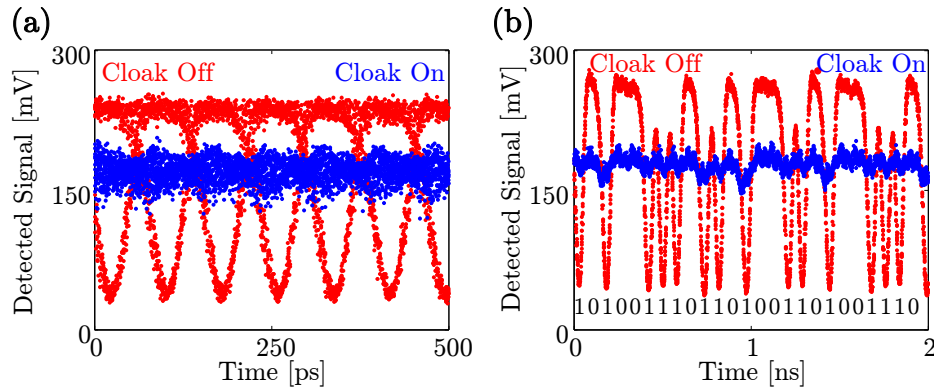 (a)
300
Cloak Off
Cloak On
Detected Signal [mV]
150
0
0
250
500
Time [ps]
(b)
300
Cloak Off
Cloak On
Detected Signal [mV]
150
1010011101101001101001110
0
0
1
2
Time [ns]